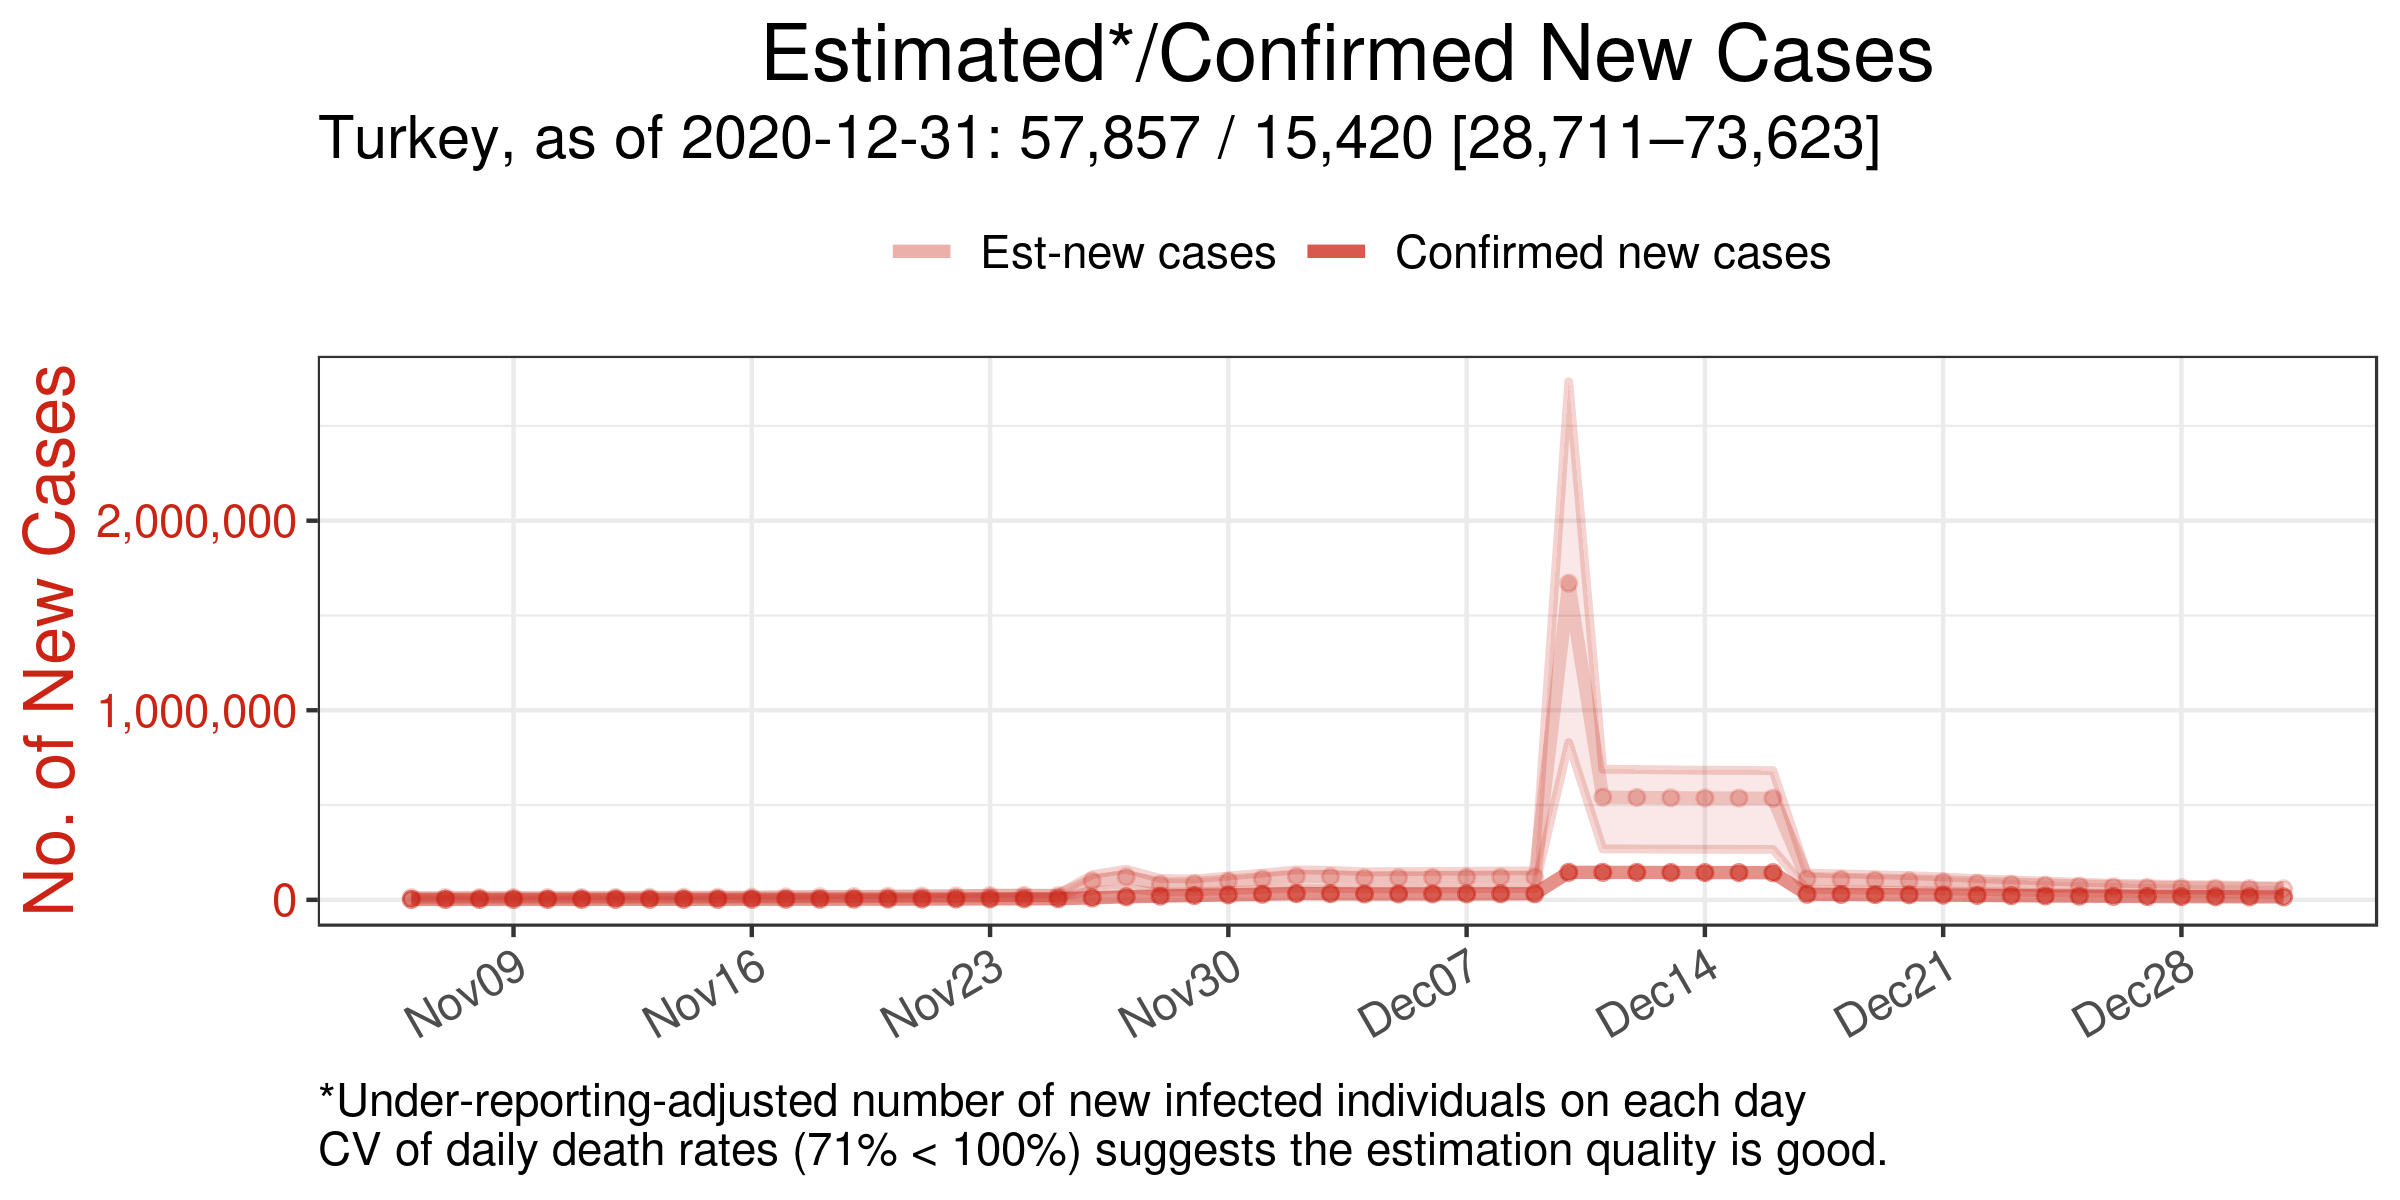 Estimated*/Confirmed New Cases
Turkey, as of 2020-12-31: 57,857 / 15,420 [28,711–73,623]
Est-new cases
Confirmed new cases
No. of New Cases
2,000,000
1,000,000
0
Nov09
Nov16
Nov23
Nov30
Dec07
Dec14
Dec21
Dec28
*Under-reporting-adjusted number of new infected individuals on each day
CV of daily death rates (71% < 100%) suggests the estimation quality is good.